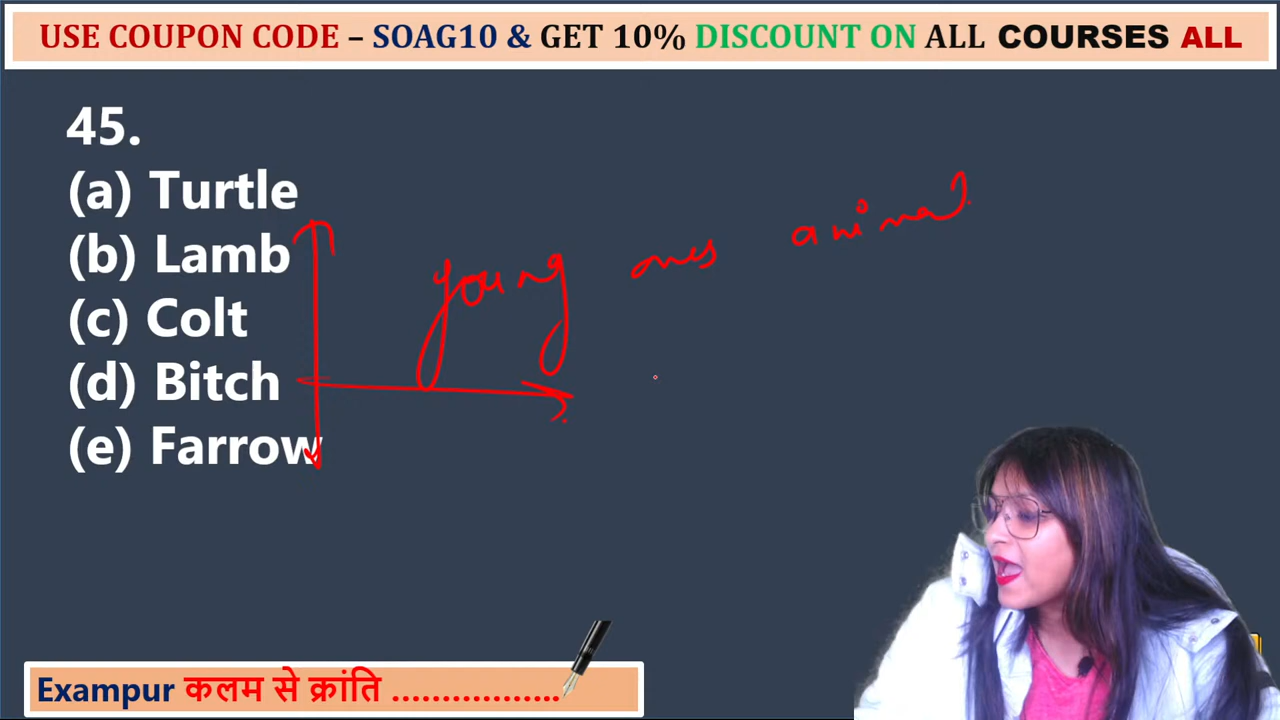 USE COUPON CODE – SOAG10 & GET 10% DISCOUNT ON ALL COURSES ALL
45.
(a) Turtle
(b) Lamb
(c) Colt
(d) Bitch
(e) Farrow
young ones animal
Exampur कलम से क्रांति ……………..